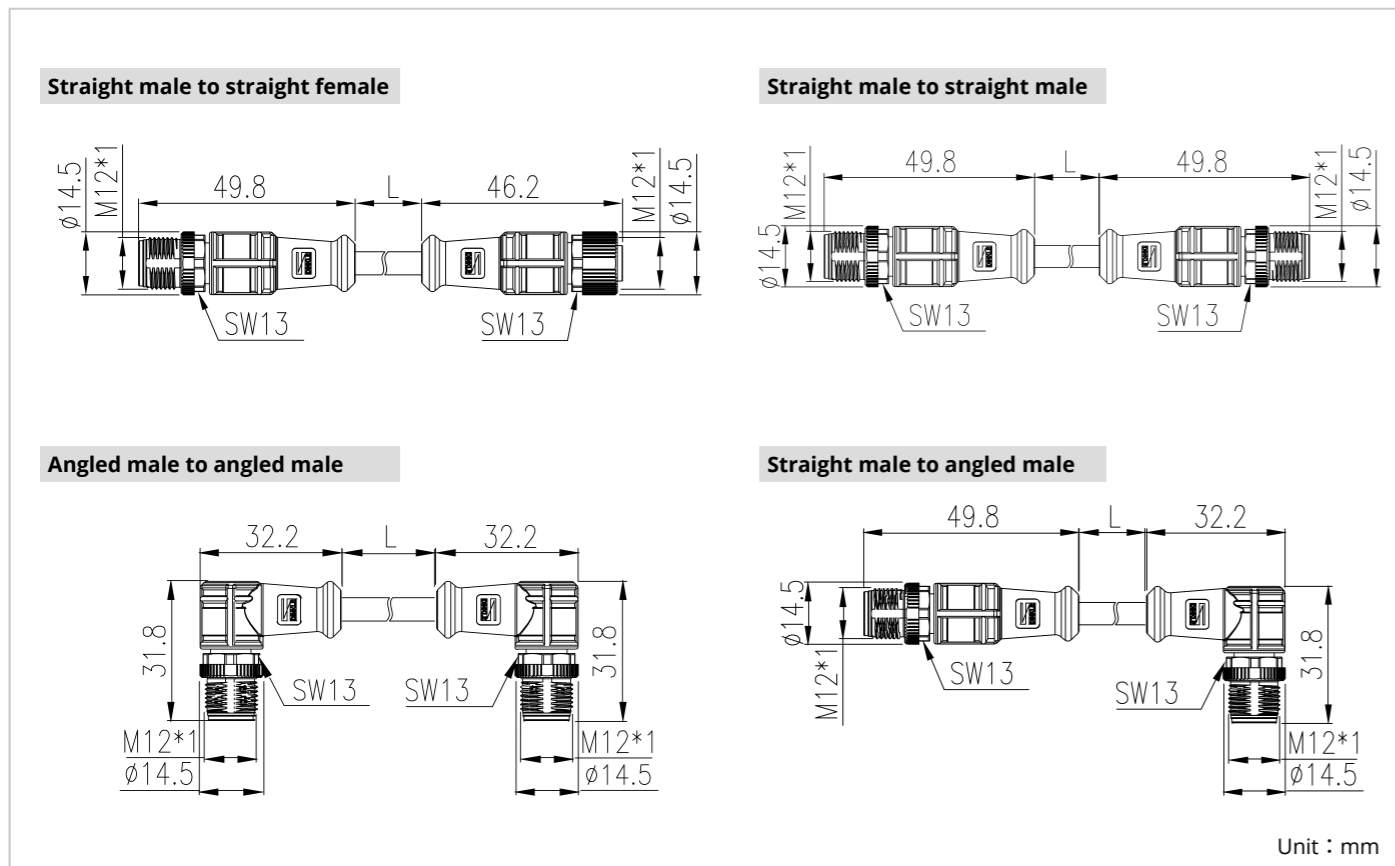 Straight male to straight female
ø14.5
M12*1
49.8
L
46.2
M12*1
ø14.5
SW13
SW13
Straight male to straight male
ø14.5
M12*1
49.8
L
49.8
M12*1
ø14.5
SW13
SW13
Angled male to angled male
32.2
L
32.2
31.8
31.8
SW13
SW13
M12*1
M12*1
ø14.5
ø14.5
Straight male to angled male
49.8
L
32.2
ø14.5
M12*1
31.8
SW13
SW13
M12*1
ø14.5
Unit：mm